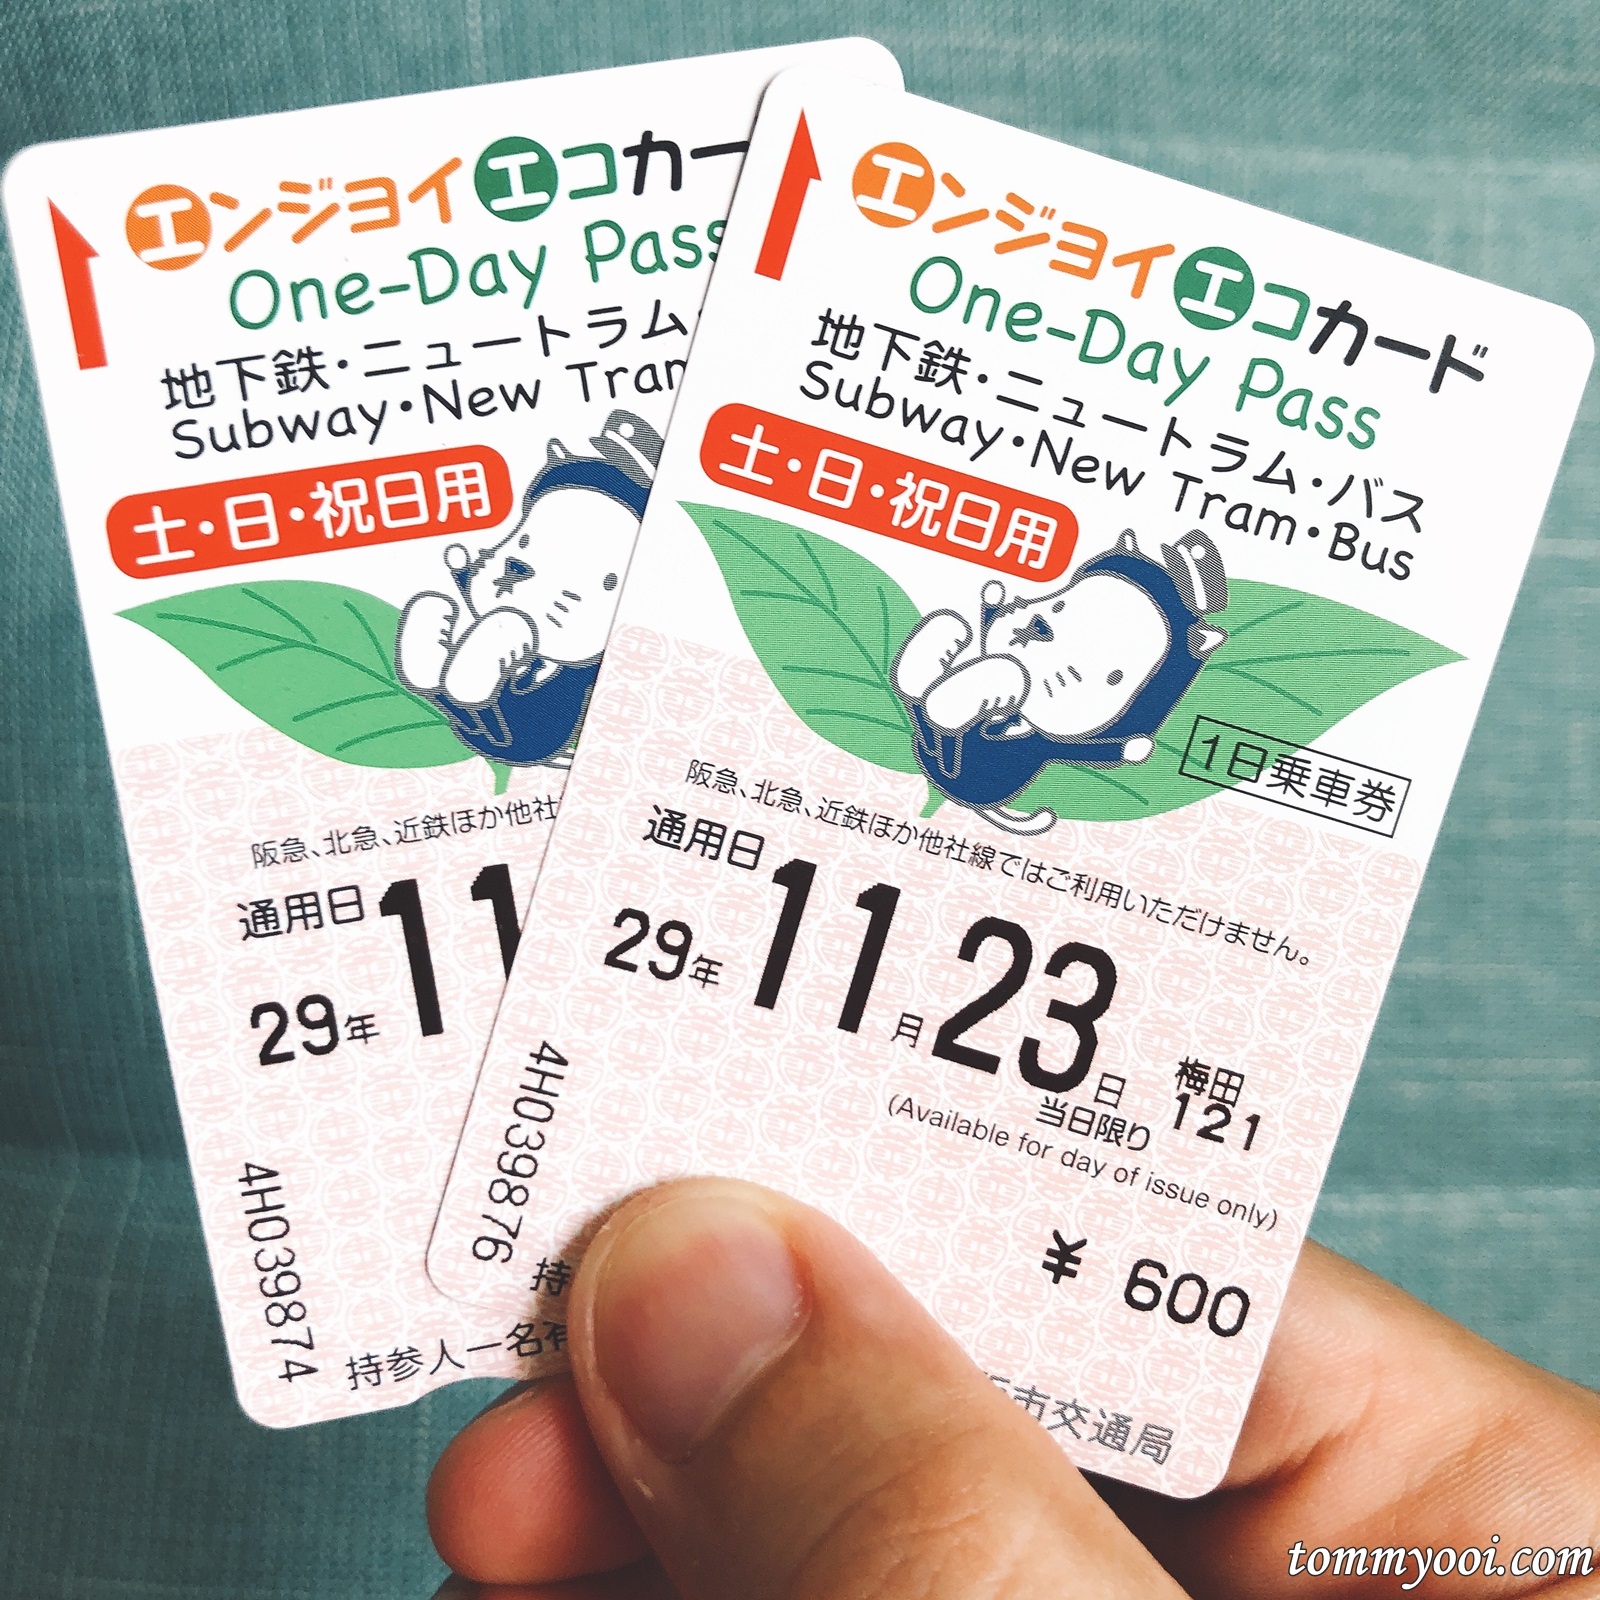 エンジョイエコカー
One-Day Pass
地下鉄・ニュートラム・
Subway・New Tram
土・日・祝日用
阪急、北急、近鉄ほか他社
通用日
29年 11
4H039874
持参人一名有
エンジョイエコカード
One-Day Pass
地下鉄・ニュートラム・バス
Subway・New Tram・Bus
土・日・祝日用
1日乗車券
阪急、北急、近鉄ほか他社線ではご利用いただけません。
通用日
29年 11月23日
梅田
121
当日限り
(Available for day of issue only)
¥ 600
4H039876
持
市交通局
tommyooi.com